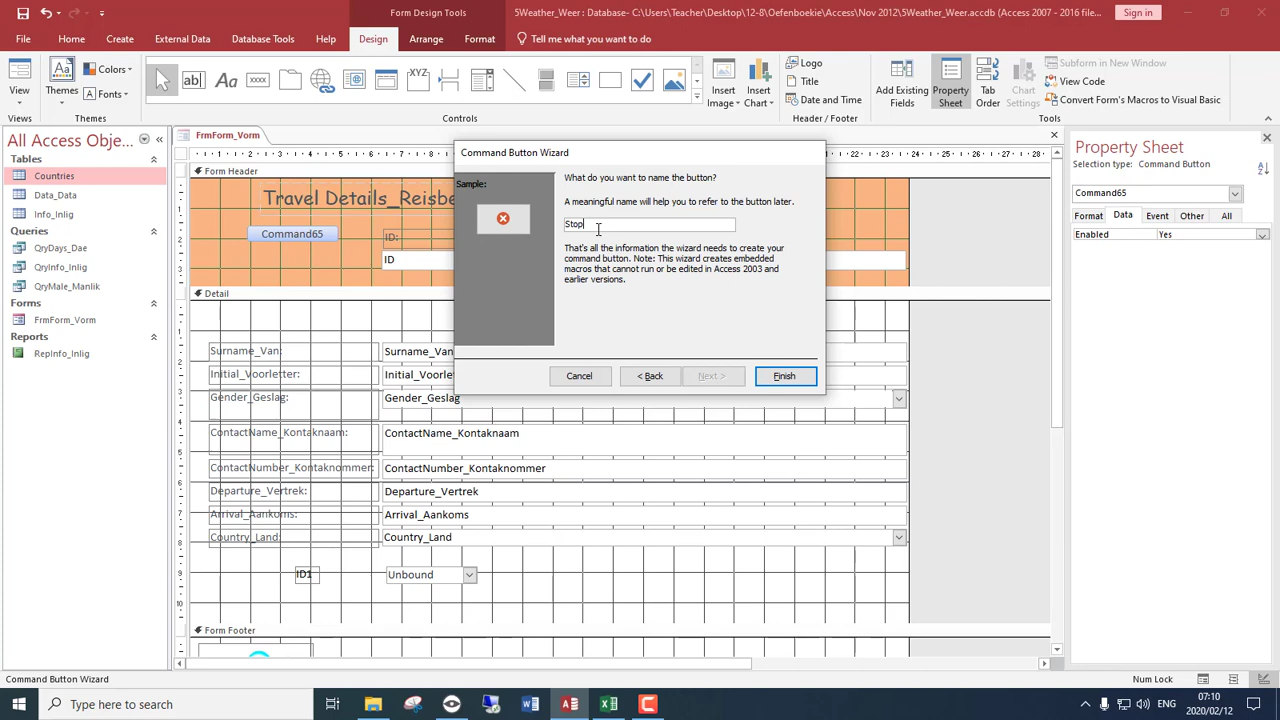 Form Design Tools
5Weather_Weer : Database- C:\Users\Teacher\Desktop\12-8\Oefenboekie\Access\Nov 2012\5Weather_Weer.accdb (Access 2007 - 2016 file...
Sign in
File
Home
Create
External Data
Database Tools
Help
Design
Arrange
Format
Tell me what you want to do
View
Themes
Colors
Fonts
ab|
Aa
xxxx
XYZ
Insert Image
Insert Chart
Logo
Title
Date and Time
Add Existing Fields
Property Sheet
Tab Order
Chart Settings
Subform in New Window
View Code
Convert Form's Macros to Visual Basic
Views
Themes
Controls
Header / Footer
Tools
All Access Obje...
Tables
Countries
Data_Data
Info_Inlig
Queries
QryDays_Dae
QryInfo_Inlig
QryMale_Manlik
Forms
FrmForm_Vorm
Reports
RepInfo_Inlig
FrmForm_Vorm
Form Header
Travel Details_Reisbe
Command65
ID:
ID
Detail
Surname_Van:
Surname_Van
Initial_Voorletter:
Initial_Voorle
Gender_Geslag:
Gender_Geslag
ContactName_Kontaknaam:
ContactName_Kontaknaam
ContactNumber_Kontaknommer:
ContactNumber_Kontaknommer
Departure_Vertrek:
Departure_Vertrek
Arrival_Aankoms:
Arrival_Aankoms
Country_Land:
Country_Land
ID1
Unbound
Form Footer
Command Button Wizard
Sample:
What do you want to name the button?
A meaningful name will help you to refer to the button later.
Stop
That's all the information the wizard needs to create your
command button. Note: This wizard creates embedded
macros that cannot run or be edited in Access 2003 and
earlier versions.
Cancel
< Back
Next >
Finish
Property Sheet
Selection type: Command Button
Command65
Format
Data
Event
Other
All
Enabled
Yes
Command Button Wizard
Num Lock
Type here to search
ENG
07:10
2020/02/12